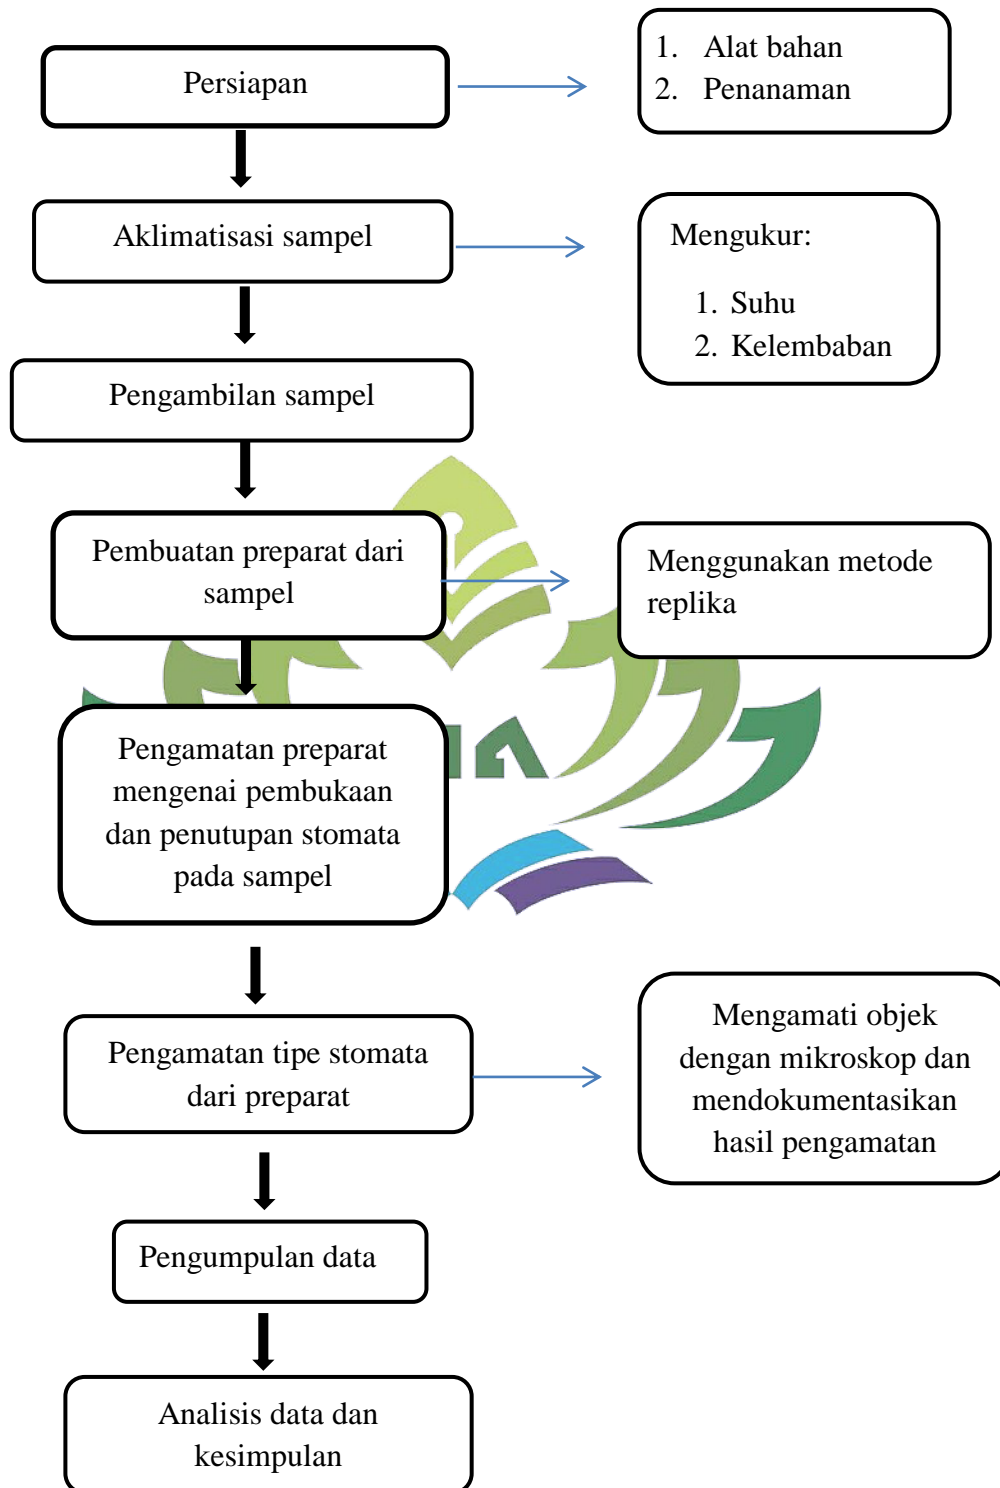 Persiapan
1. Alat bahan
2. Penanaman
Aklimatisasi sampel
Mengukur:
1. Suhu
2. Kelembaban
Pengambilan sampel
Pembuatan preparat dari
sampel
Menggunakan metode
replika
Pengamatan preparat
mengenai pembukaan
dan penutupan stomata
pada sampel
Pengamatan tipe stomata
dari preparat
Mengamati objek
dengan mikroskop dan
mendokumentasikan
hasil pengamatan
Pengumpulan data
Analisis data dan
kesimpulan